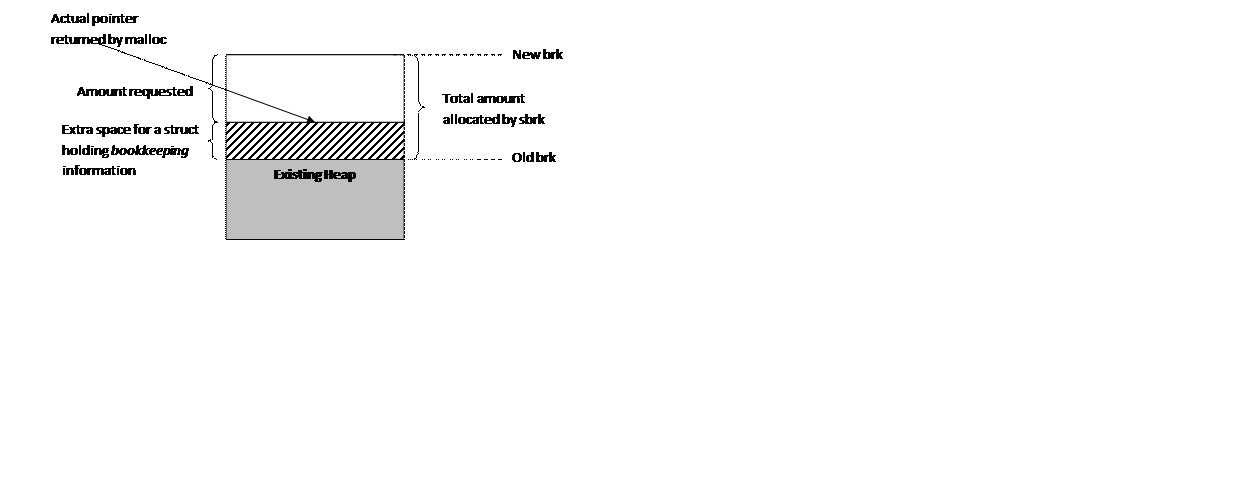 Actual pointer
returned by malloc
New brk
Amount requested
Total amount
allocated by sbrk
Extra space for a struct
holding bookkeeping
information
Old brk
Existing Heap